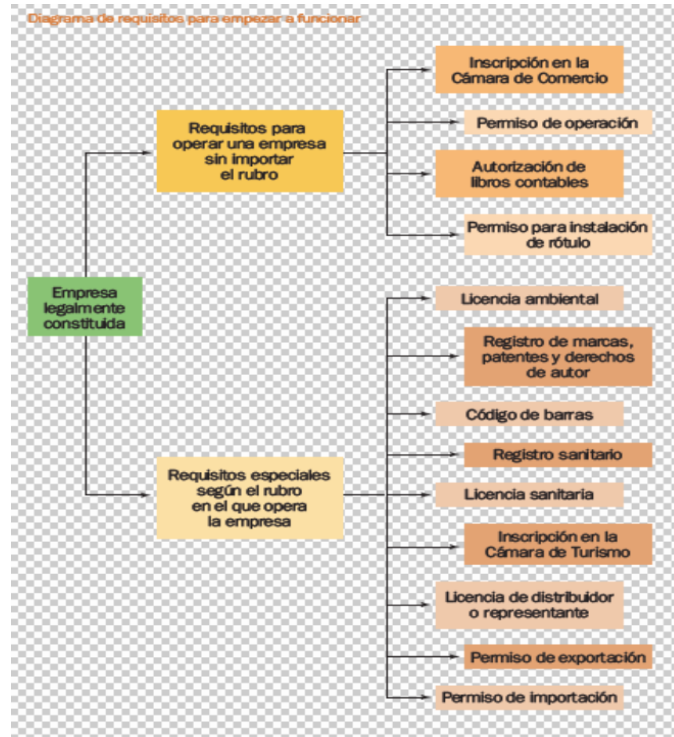 Diagrama de requisitos para empezar a funcionar
Empresa
legalmente
constituida
Requisitos para
operar una empresa
sin importar
el rubro
Inscripción en la
Cámara de Comercio
Permiso de operación
Autorización de
libros contables
Permiso para instalación
de rótulo
Requisitos especiales
según el rubro
en el que opera
la empresa
Licencia ambiental
Registro de marcas,
patentes y derechos
de autor
Código de barras
Registro sanitario
Licencia sanitaria
Inscripción en la
Cámara de Turismo
Licencia de distribuidor
o representante
Permiso de exportación
Permiso de importación